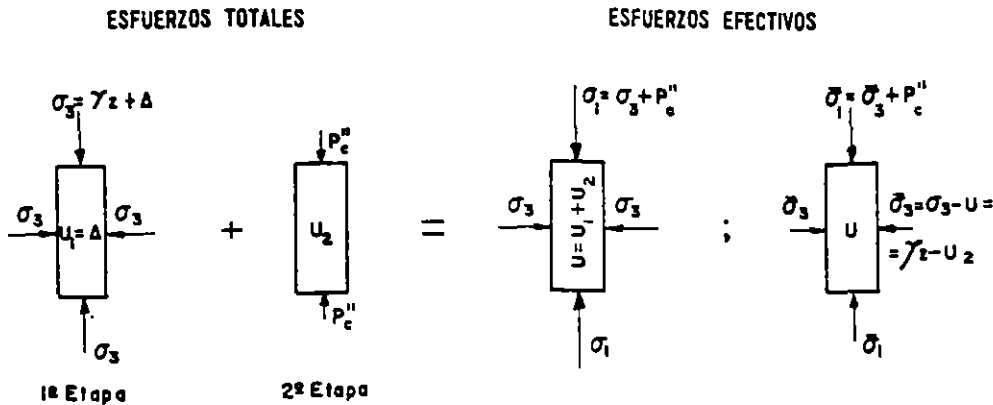 ESFUERZOS TOTALES
ESFUERZOS EFECTIVOS
σ₃= γz + Δ
σ₃
U₁= Δ
σ₃
σ₃
1ª Etapa
+
P"c
U₂
P"c
2ª Etapa
=
σ₁= σ₃ + P"c
σ₃
U= U₁ + U₂
σ₃
σ₁
;
σ̄₁= σ̄₃ + P"c
σ̄₃
U
σ̄₃=σ₃-U=
=γz-U₂
σ̄₁